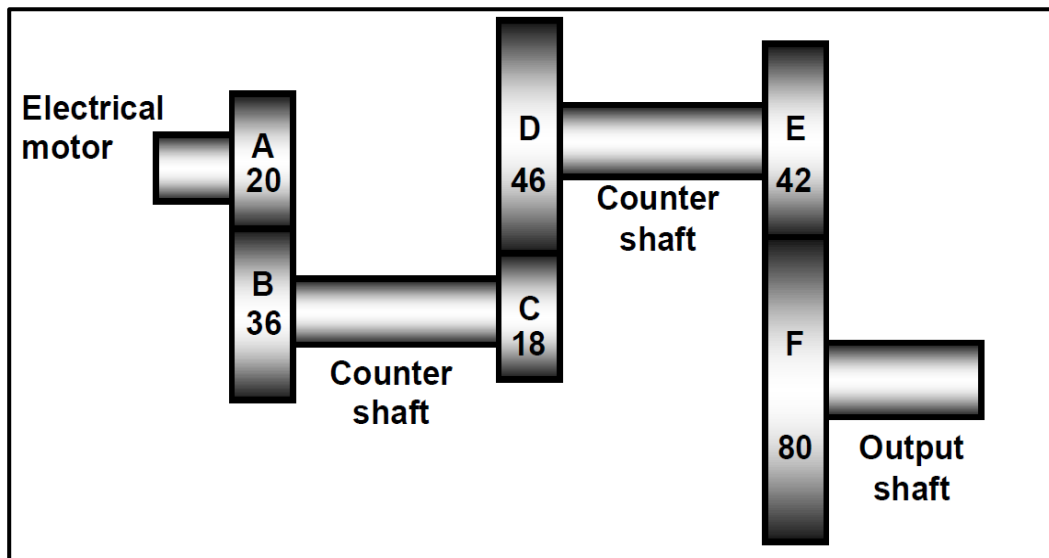 Electrical
motor
A
20
B
36
Counter
shaft
D
46
C
18
Counter
shaft
E
42
F
80
Output
shaft